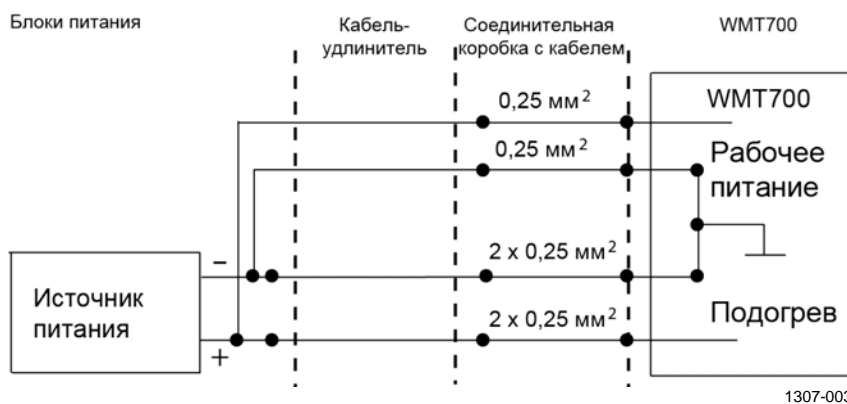 Блоки питания
Кабель-
удлинитель
Соединительная
коробка с кабелем
WMT700
0,25 мм²
0,25 мм²
2 x 0,25 мм²
2 x 0,25 мм²
WMT700
Рабочее
питание
Подогрев
−
Источник
питания
+
1307-003